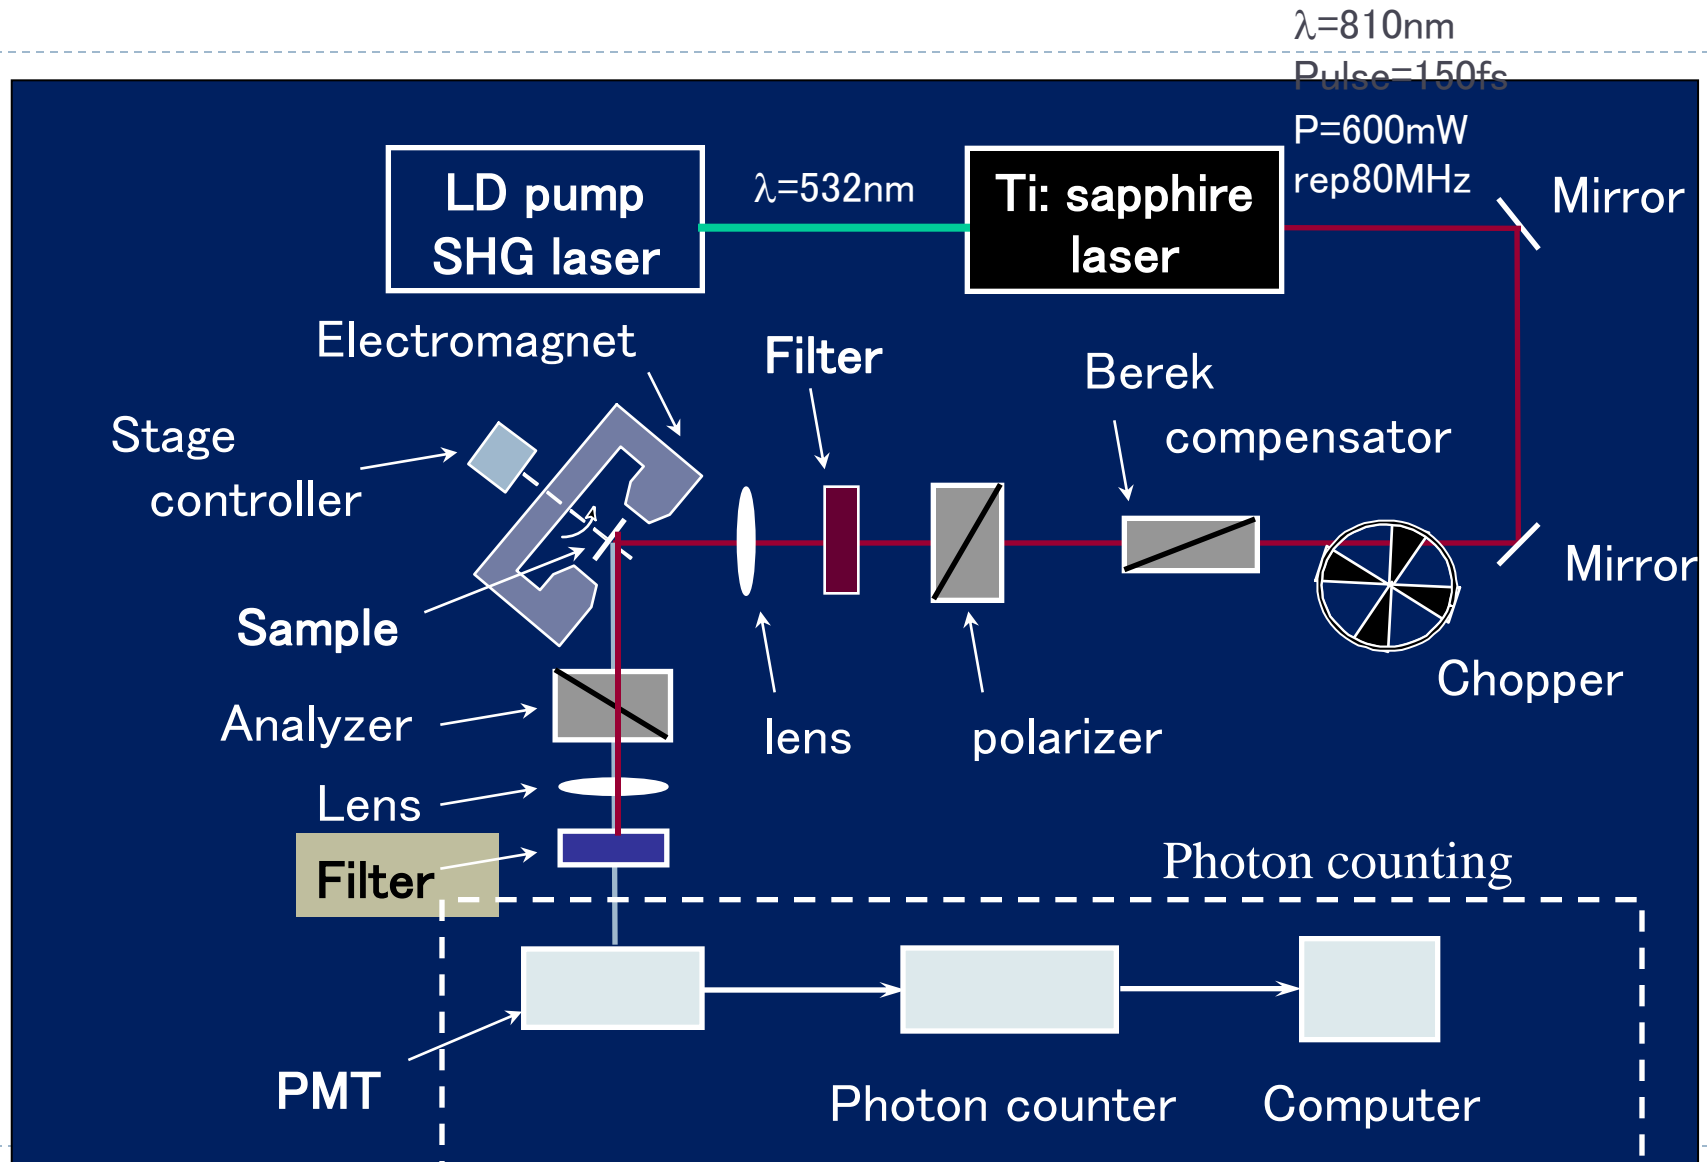 λ=810nm
Pulse=150fs
P=600mW
rep80MHz
LD pump
SHG laser
λ=532nm
Ti: sapphire
laser
Mirror
Electromagnet
Filter
Berek
compensator
Stage
controller
Mirror
Sample
Chopper
Analyzer
lens
polarizer
Lens
Filter
Photon counting
PMT
Photon counter
Computer